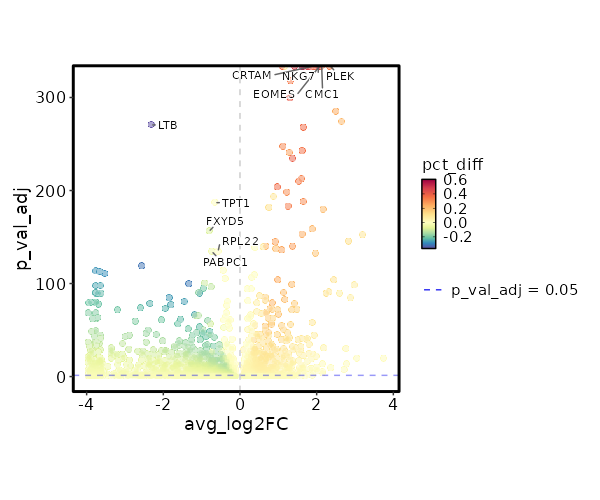 CRTAM NKG7 PLEK
EOMES CMC1
LTB
TPT1
FXYD5
RPL22
PABPC1
300
200
100
0
-4 -2 0 2 4
avg_log2FC
p_val_adj
pct_diff
0.6
0.4
0.2
0.0
-0.2
p_val_adj = 0.05